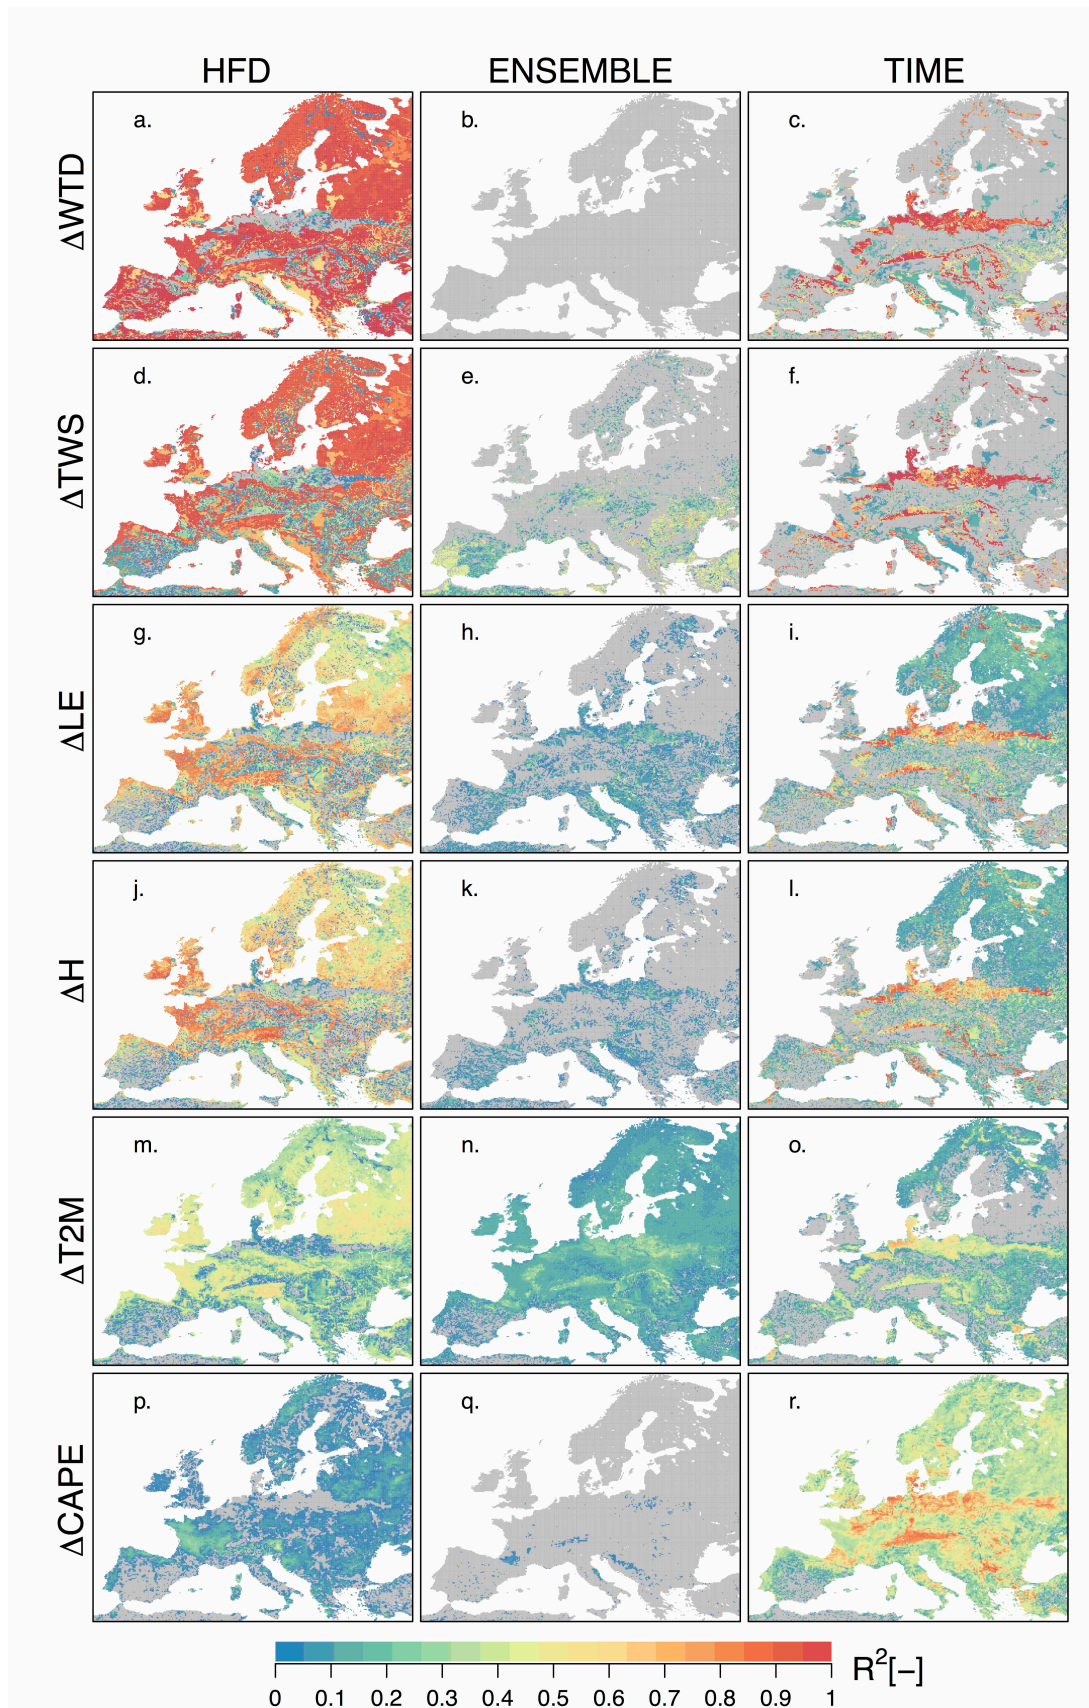 HFD ENSEMBLE TIME
ΔWTD
a. b. c.
ΔTWS
d. e. f.
ΔLE
g. h. i.
ΔH
j. k. l.
ΔT2M
m. n. o.
ΔCAPE
p. q. r.
0 0.1 0.2 0.3 0.4 0.5 0.6 0.7 0.8 0.9 1
R²[−]